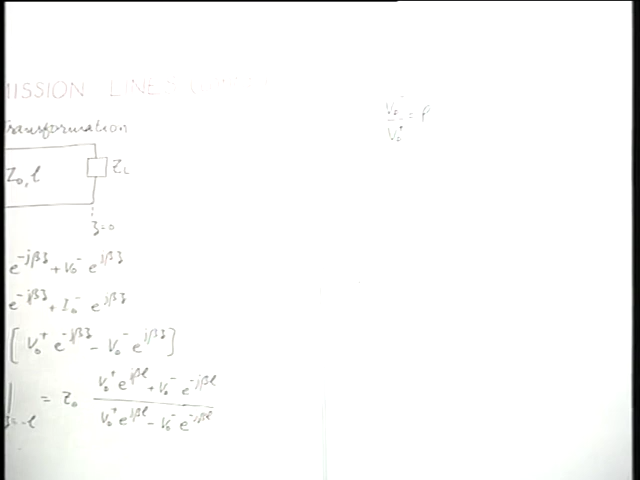 MISSION LINE
Transformation
Z₀, l
Z_L
z=0
e^{-jβz} + V₀⁻ e^{jβz}
e^{-jβz} + I₀⁻ e^{jβz}
[ V₀⁺ e^{-jβz} - V₀⁻ e^{jβz} ]
| z=-l = Z₀ (V₀⁺ e^{jβl} + V₀⁻ e^{-jβl}) / (V₀⁺ e^{jβl} - V₀⁻ e^{-jβl})
V₀⁻ / V₀⁺ = ρ